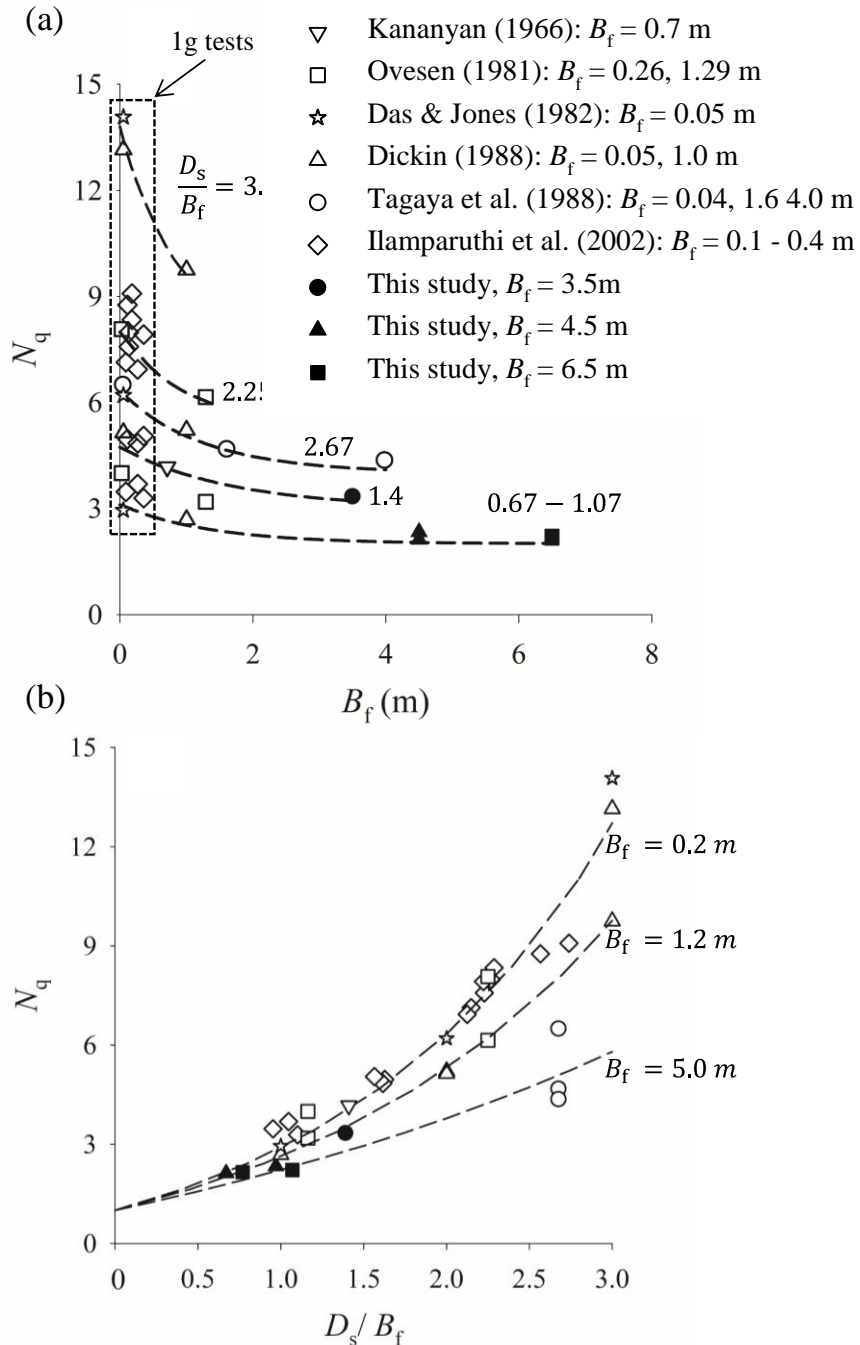 (a)
1g tests
Kananyan (1966): Bf = 0.7 m
Ovesen (1981): Bf = 0.26, 1.29 m
Das & Jones (1982): Bf = 0.05 m
Dickin (1988): Bf = 0.05, 1.0 m
Tagaya et al. (1988): Bf = 0.04, 1.6 4.0 m
Ilamparuthi et al. (2002): Bf = 0.1 - 0.4 m
This study, Bf = 3.5m
This study, Bf = 4.5 m
This study, Bf = 6.5 m
Ds/Bf = 3.
2.25
2.67
1.4
0.67 − 1.07
15
12
9
6
3
0
Nq
0 2 4 6 8
Bf (m)
(b)
15
12
9
6
3
0
Nq
Bf = 0.2 m
Bf = 1.2 m
Bf = 5.0 m
0 0.5 1.0 1.5 2.0 2.5 3.0
Ds/ Bf